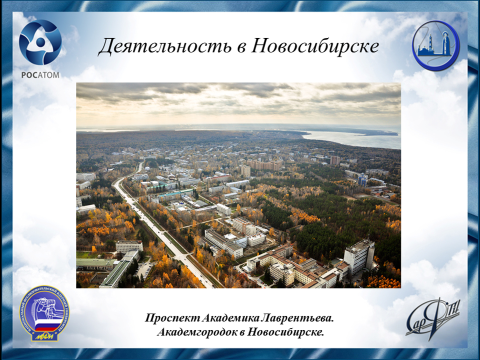 Деятельность в Новосибирске
РОСАТОМ
Проспект Академика Лаврентьева.
Академгородок в Новосибирске.